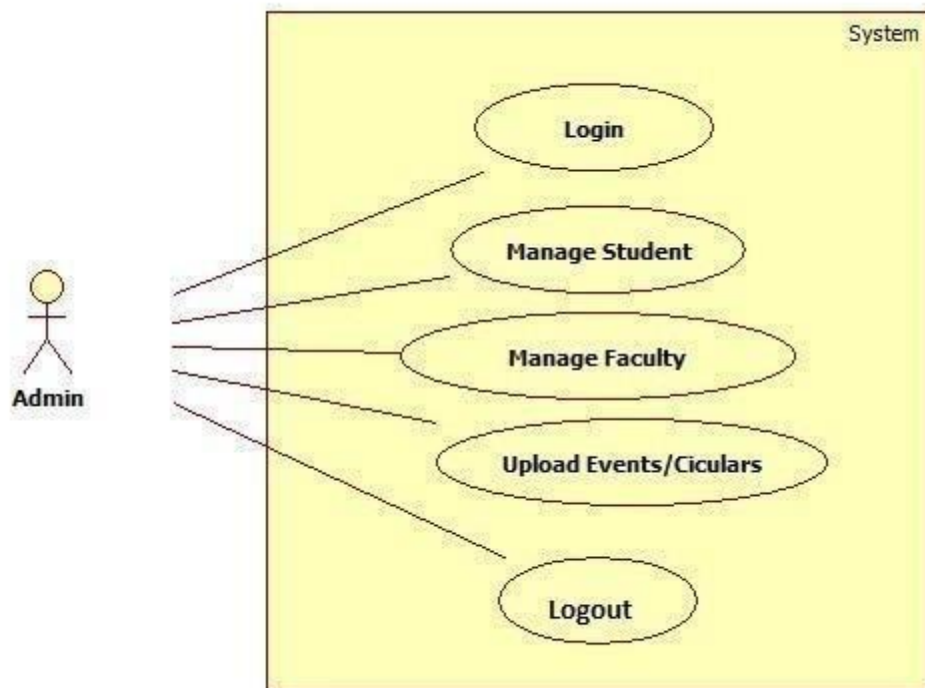 System
Login
Manage Student
Manage Faculty
Admin
Upload Events/Ciculars
Logout